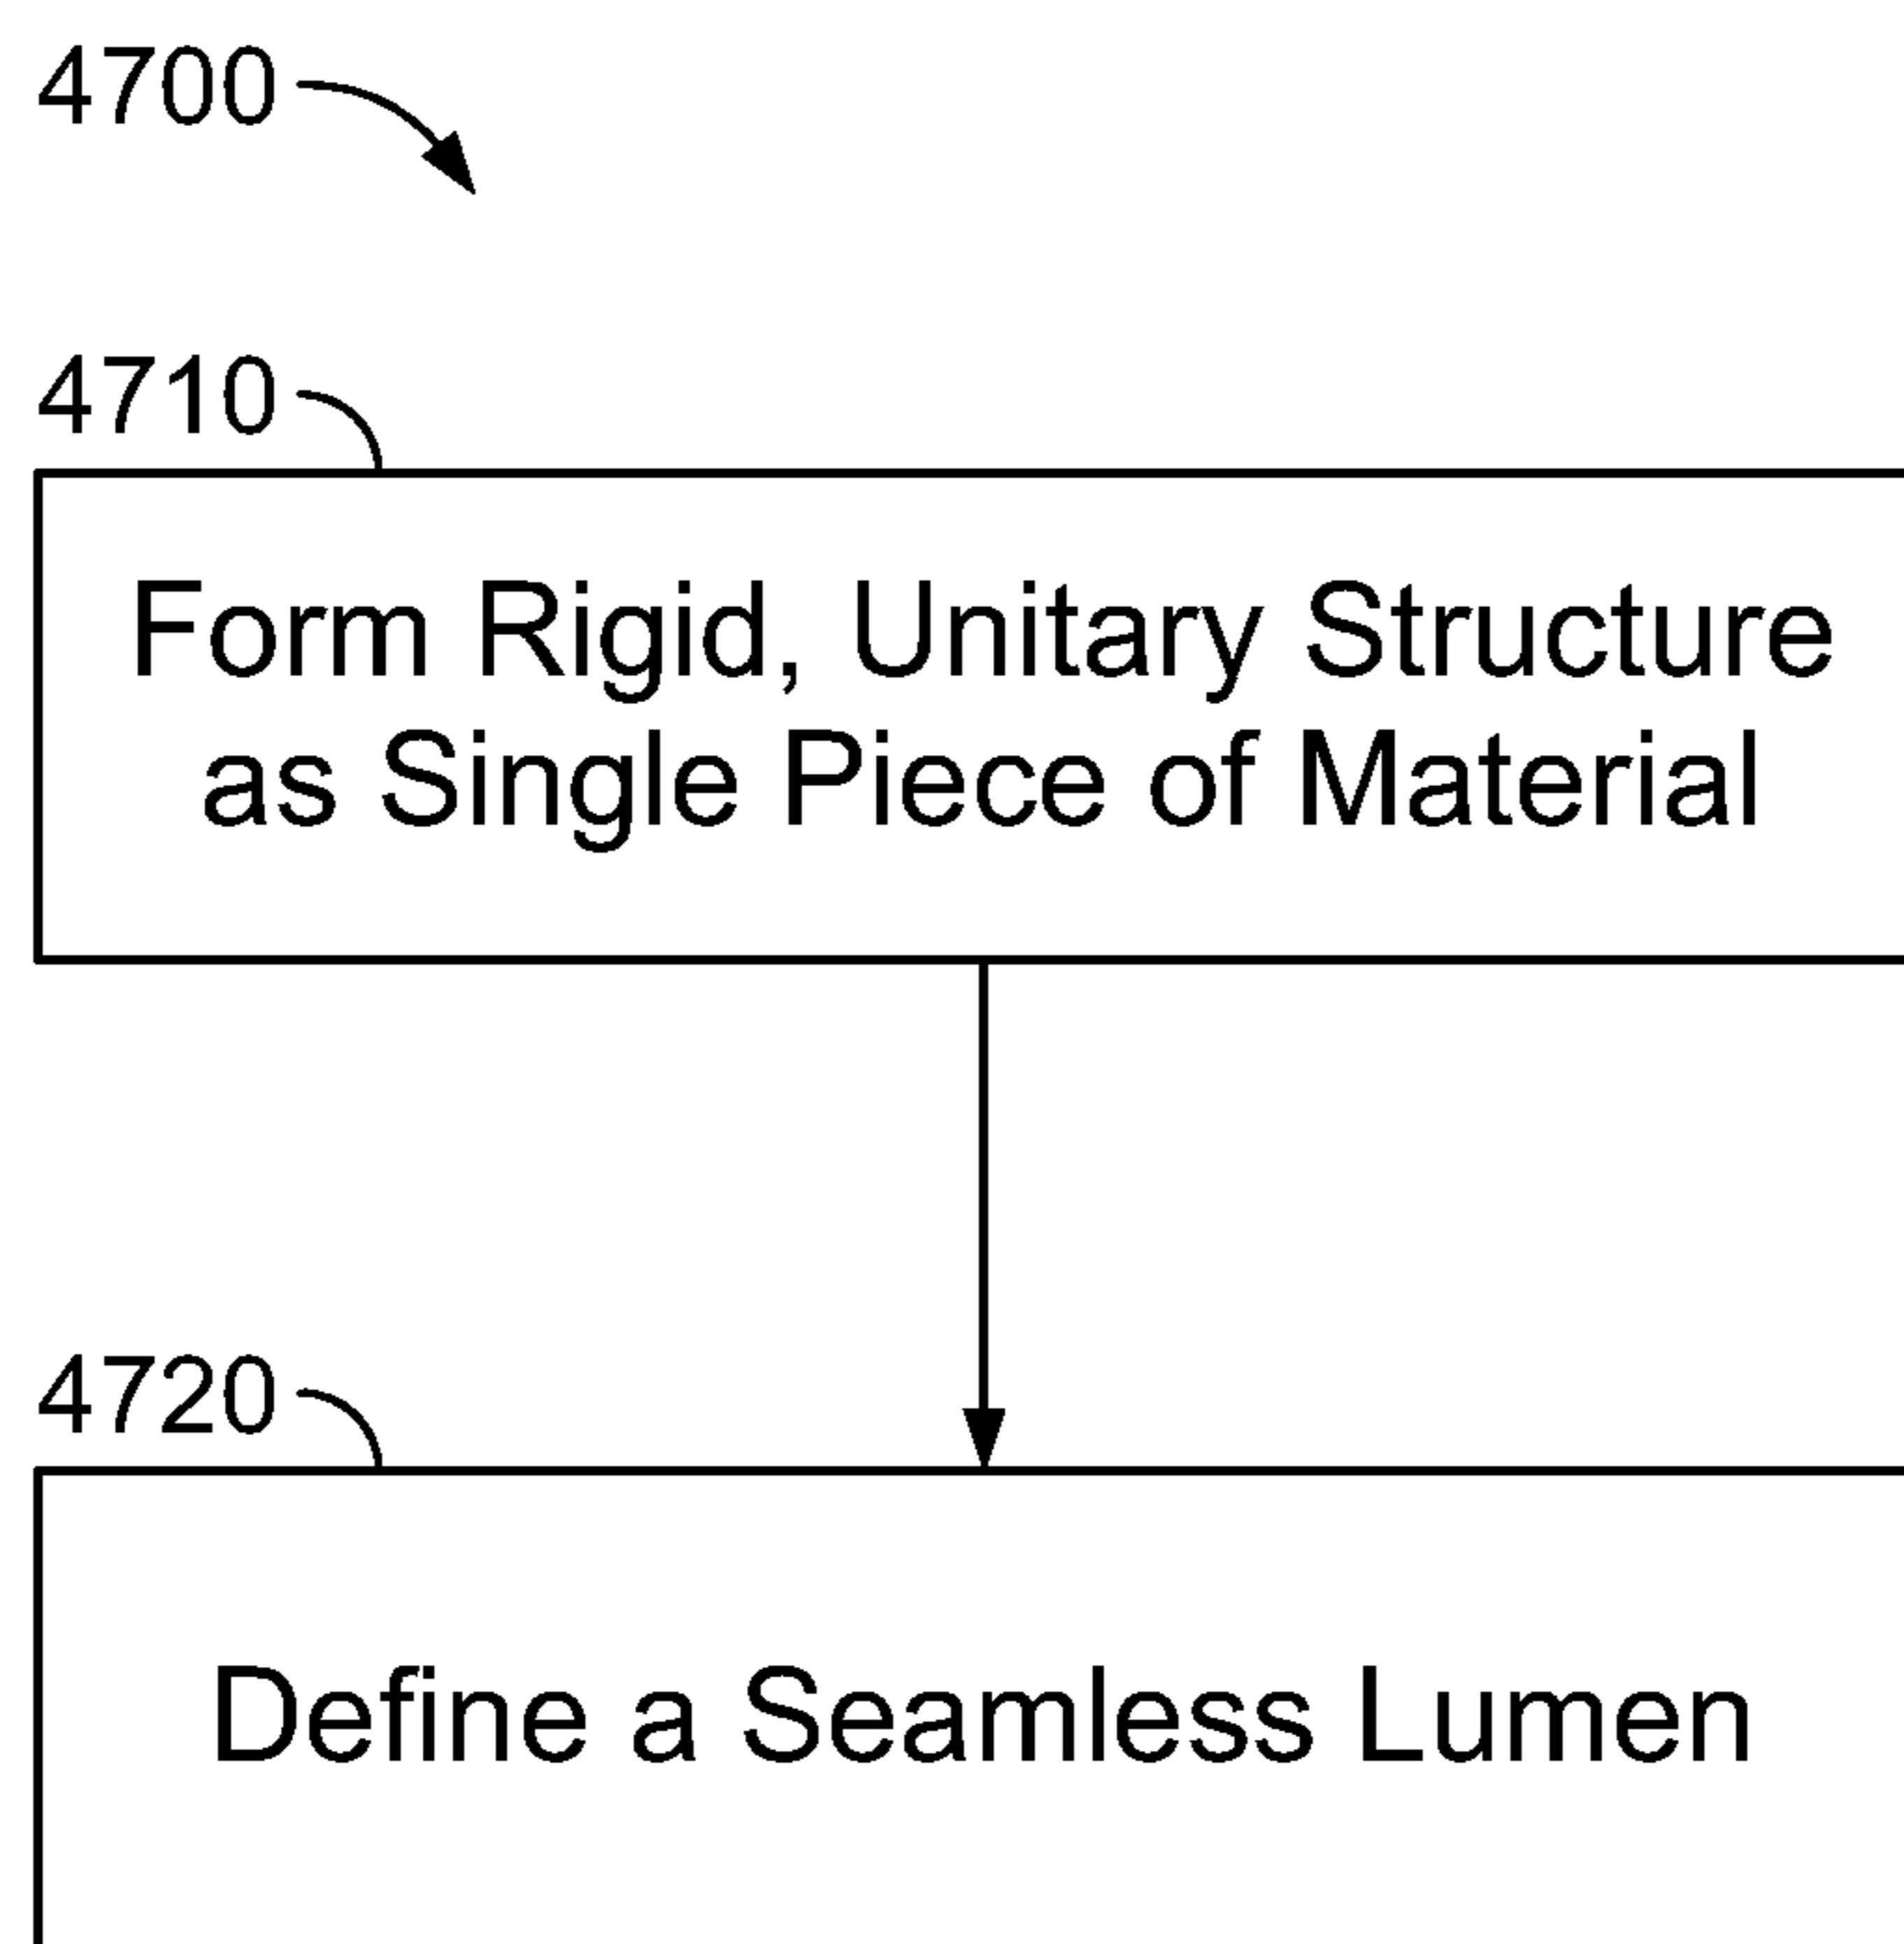 4700
4710
Form Rigid, Unitary Structure
as Single Piece of Material
4720
Define a Seamless Lumen